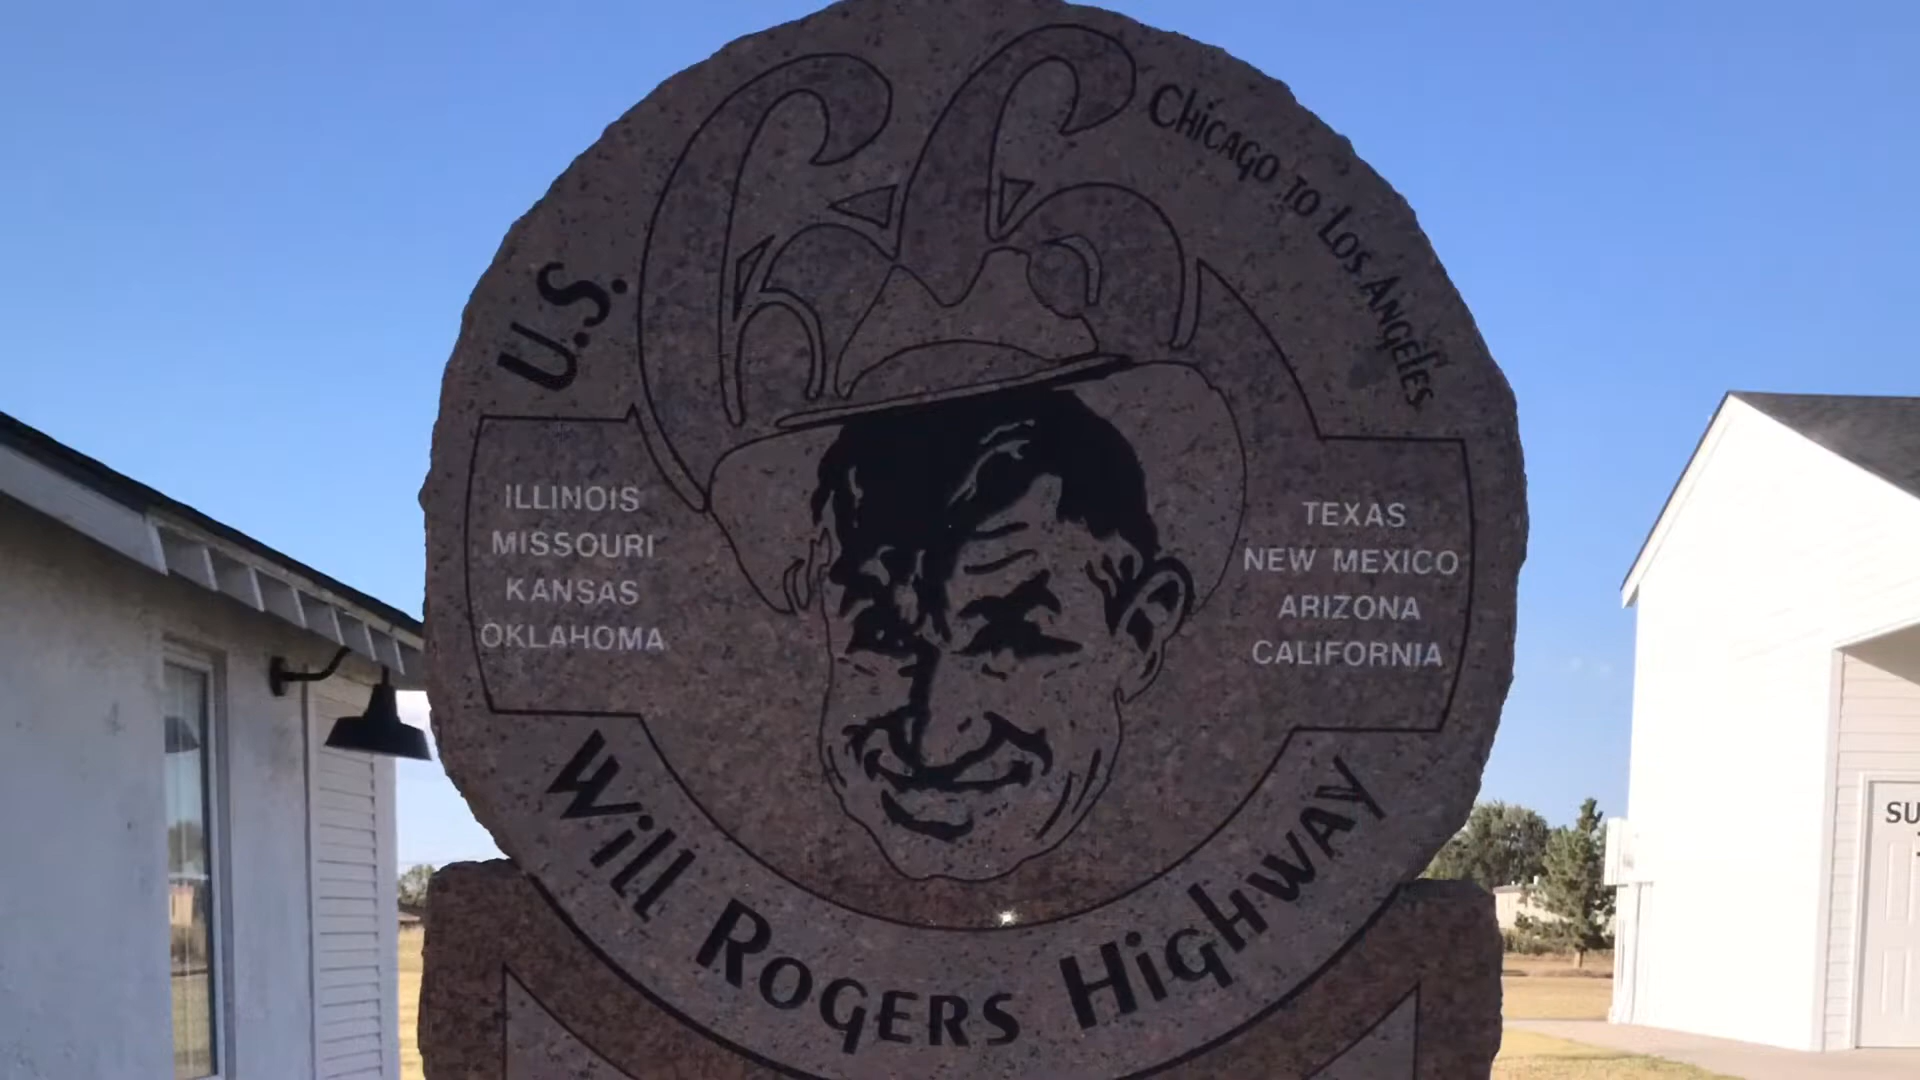 U.S. 66
Chicago to Los Angeles
ILLINOIS
MISSOURI
KANSAS
OKLAHOMA
TEXAS
NEW MEXICO
ARIZONA
CALIFORNIA
Will Rogers Highway
SU